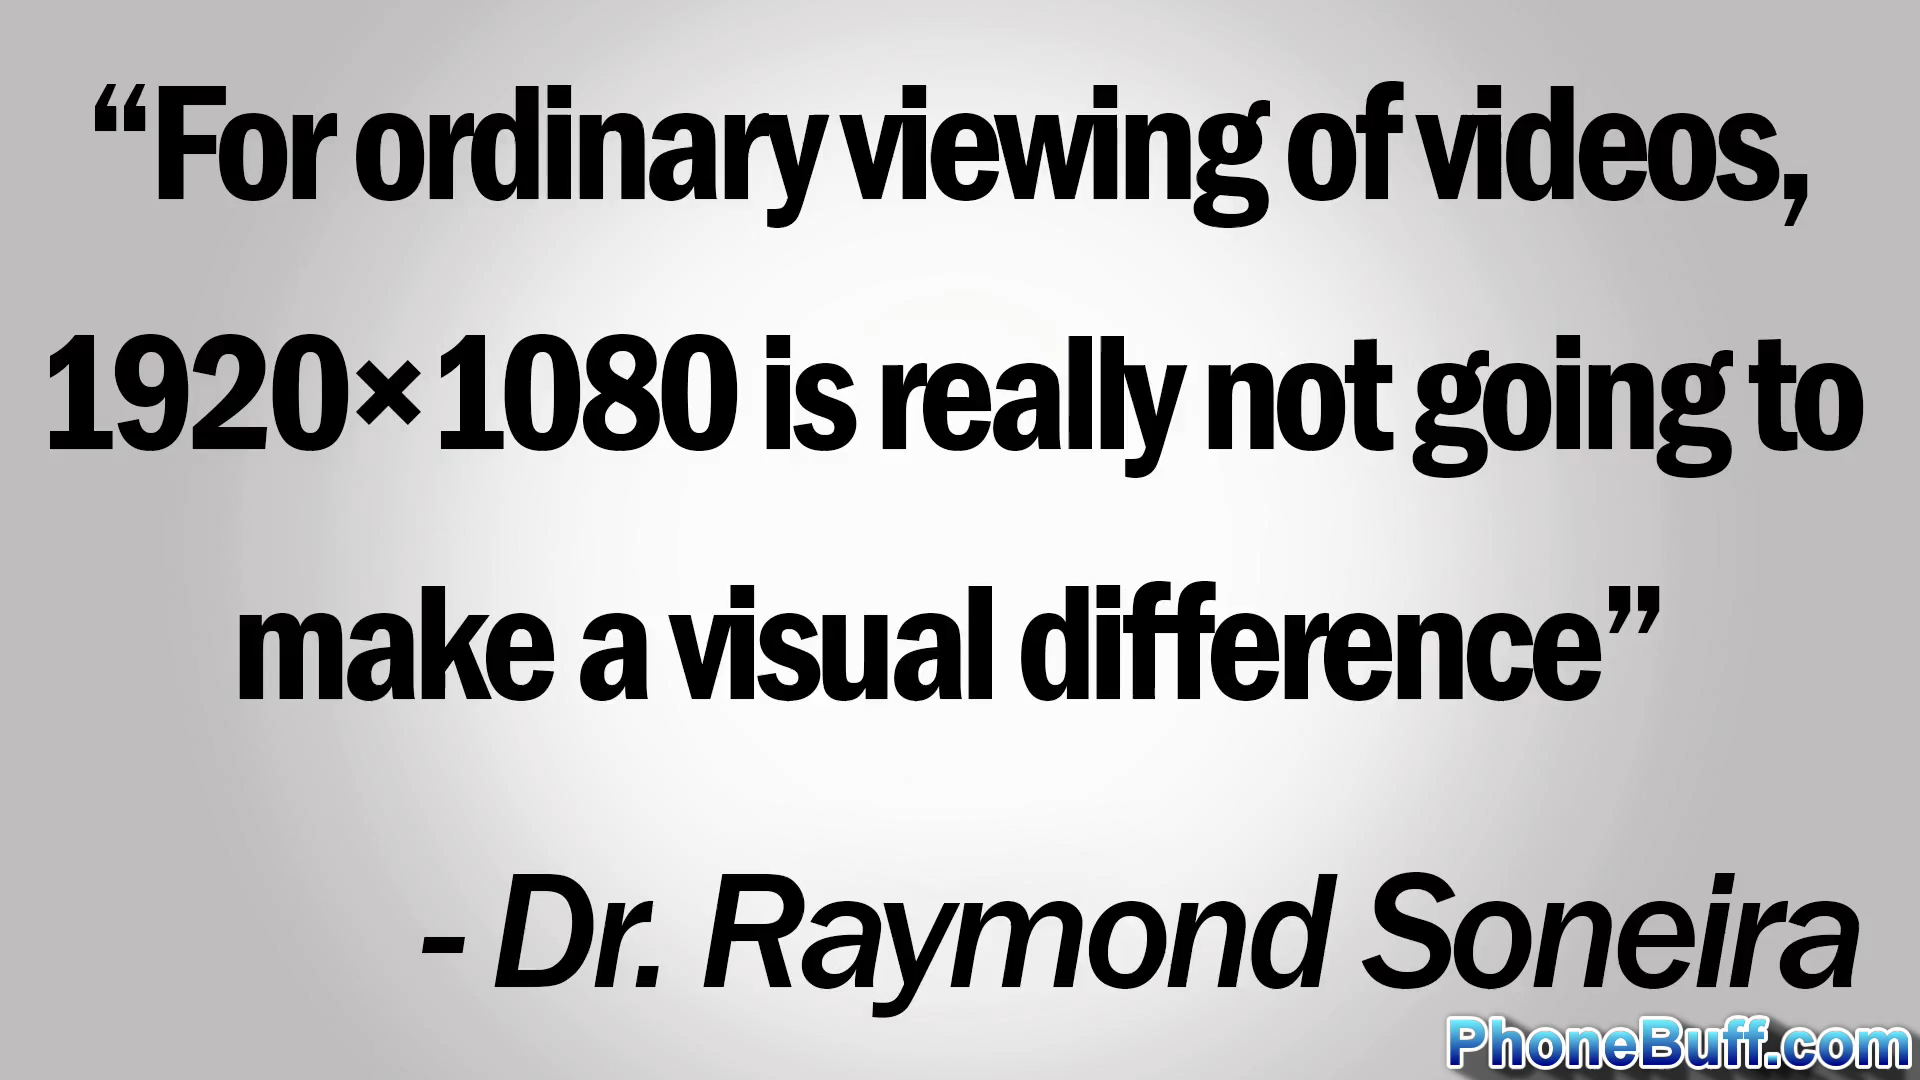 “For ordinary viewing of videos,
1920×1080 is really not going to
make a visual difference”
- Dr. Raymond Soneira
PhoneBuff.com